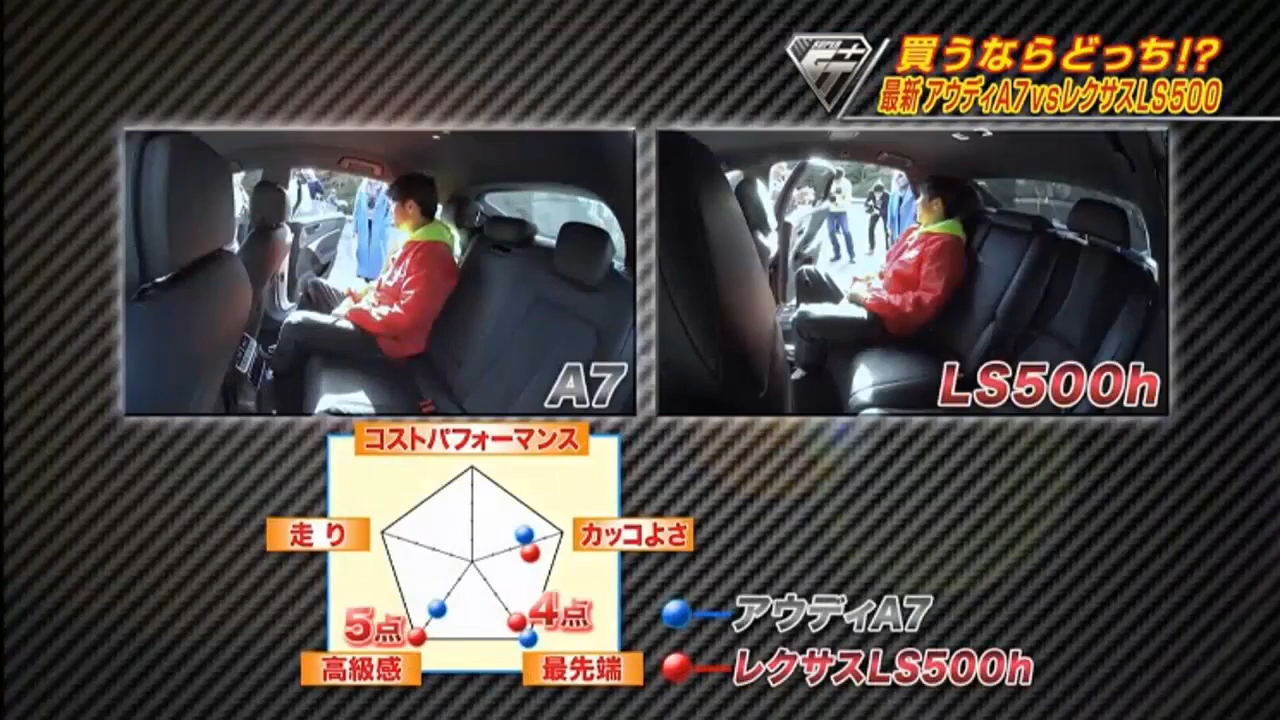 SUPER GT+
買うならどっち!?
最新 アウディA7vsレクサスLS500
A7
LS500h
コストパフォーマンス
走り
カッコよさ
5点
4点
高級感
最先端
アウディA7
レクサスLS500h